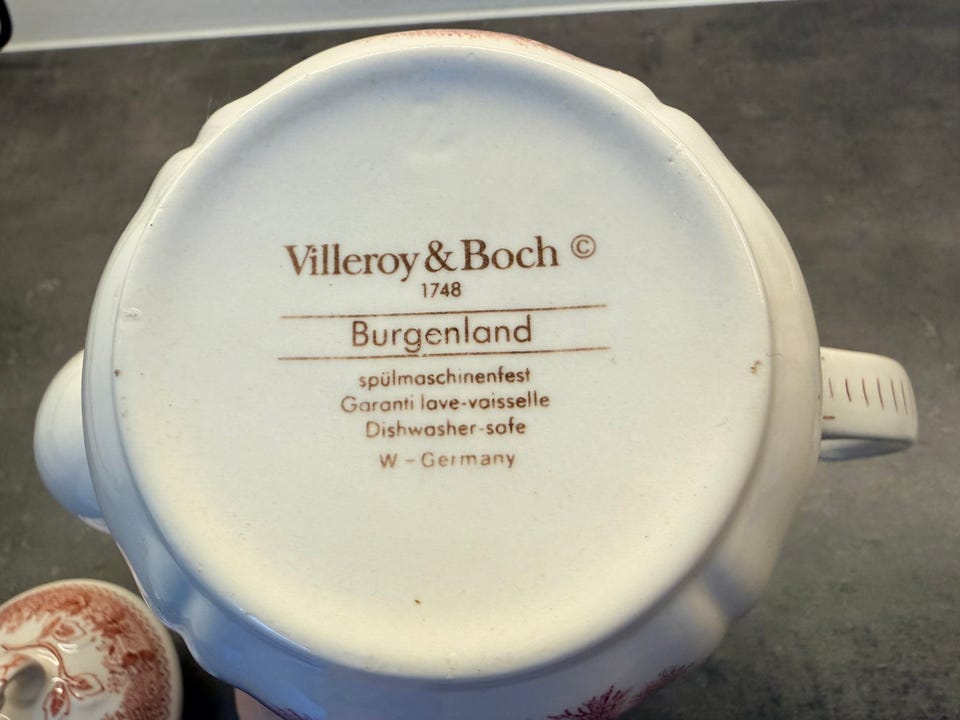 Villeroy & Boch ©
1748
Burgenland
spülmaschinenfest
Garanti lave-vaisselle
Dishwasher-safe
W - Germany